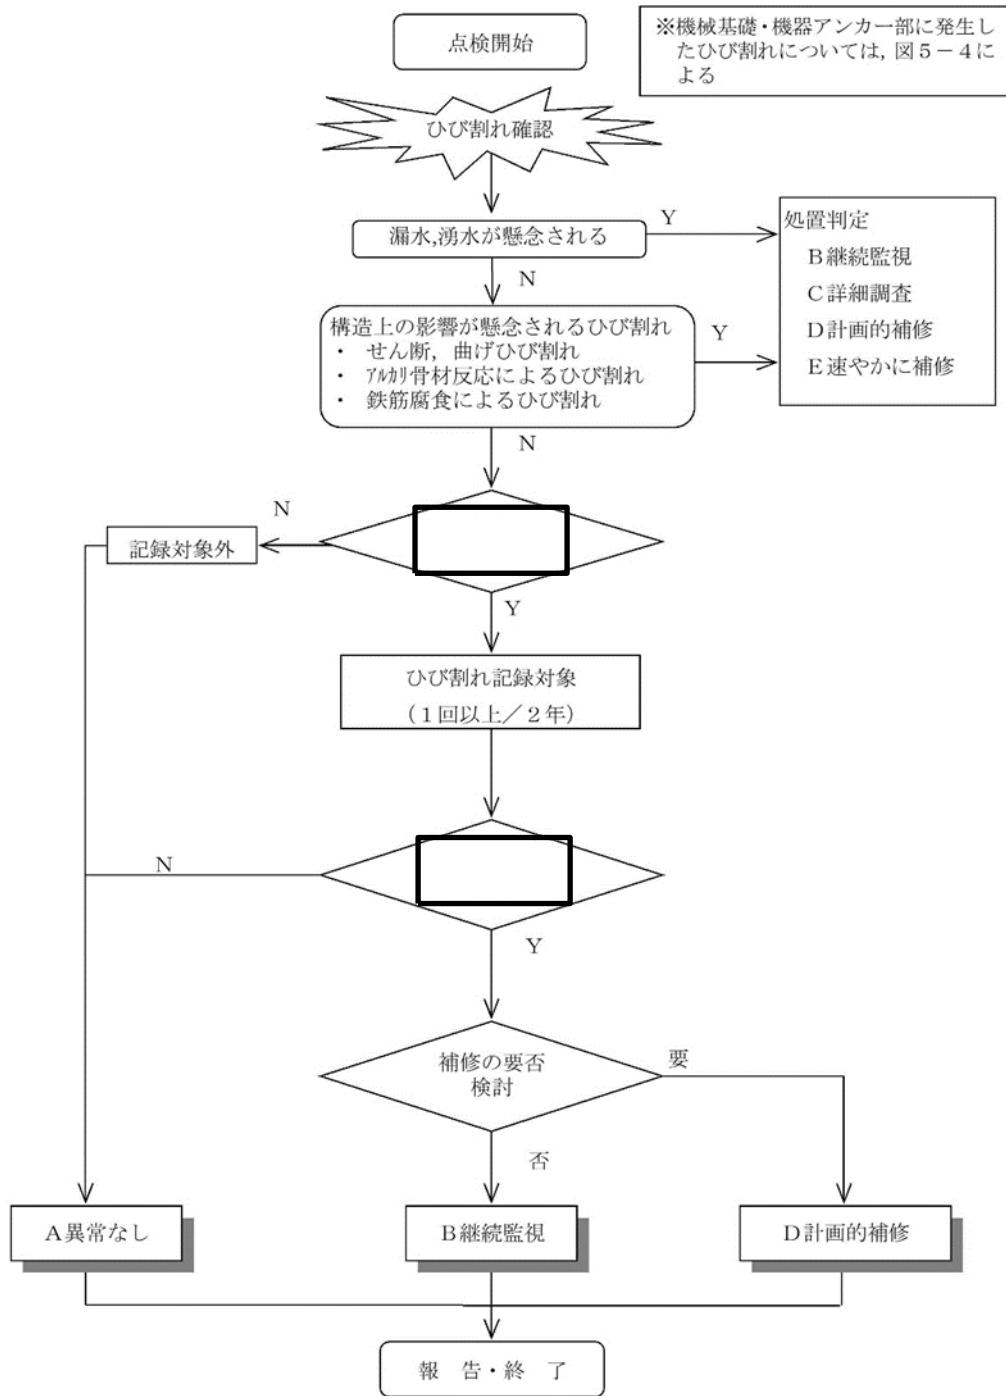 点検開始
※機械基礎・機器アンカー部に発生し
たひび割れについては，図５－４に
よる
ひび割れ確認
漏水,湧水が懸念される
Y
処置判定
B継続監視
C詳細調査
D計画的補修
E速やかに補修
N
構造上の影響が懸念されるひび割れ
・ せん断，曲げひび割れ
・ ｱﾙｶﾘ骨材反応によるひび割れ
・ 鉄筋腐食によるひび割れ
Y
N
N
記録対象外
Y
ひび割れ記録対象
（１回以上／２年）
N
Y
補修の要否
検討
要
否
A異常なし
B継続監視
D計画的補修
報 告・終 了